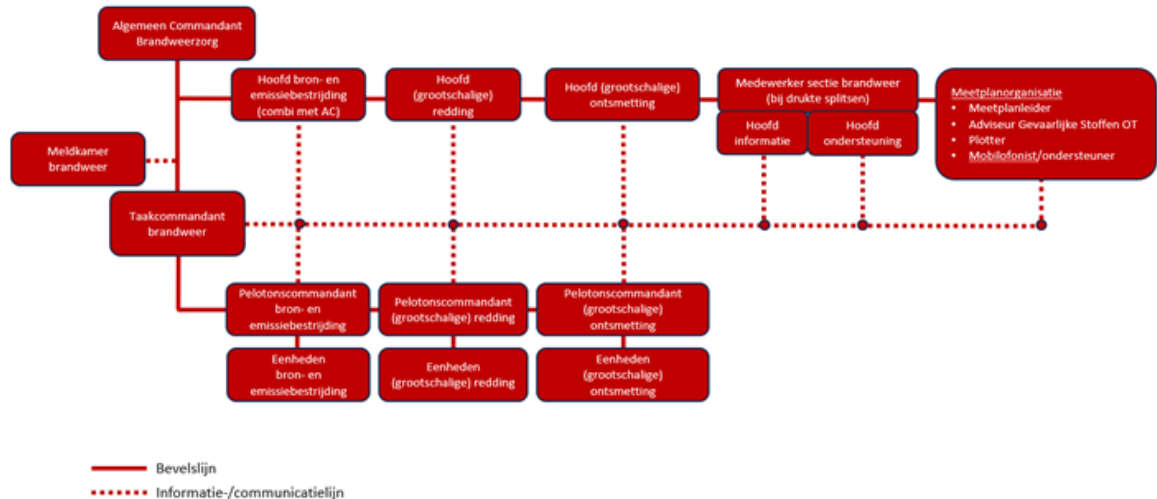 Algemeen Commandant
Brandweerzorg
Hoofd bron- en
emissiebestrijding
(combi met AC)
Hoofd
(grootschalige)
redding
Hoofd (grootschalige)
ontsmetting
Medewerker sectie brandweer
(bij drukte splitsen)
Hoofd
informatie
Hoofd
ondersteuning
Meetplanorganisatie
• Meetplanleider
• Adviseur Gevaarlijke Stoffen OT
• Plotter
• Mobilofonist/ondersteuner
Meldkamer
brandweer
Taakcommandant
brandweer
Pelotonscommandant
bron- en
emissiebestrijding
Pelotonscommandant
(grootschalige) redding
Pelotonscommandant
(grootschalige)
ontsmetting
Eenheden
bron- en
emissiebestrijding
Eenheden
(grootschalige) redding
Eenheden
(grootschalige)
ontsmetting
Bevelslijn
Informatie-/communicatielijn